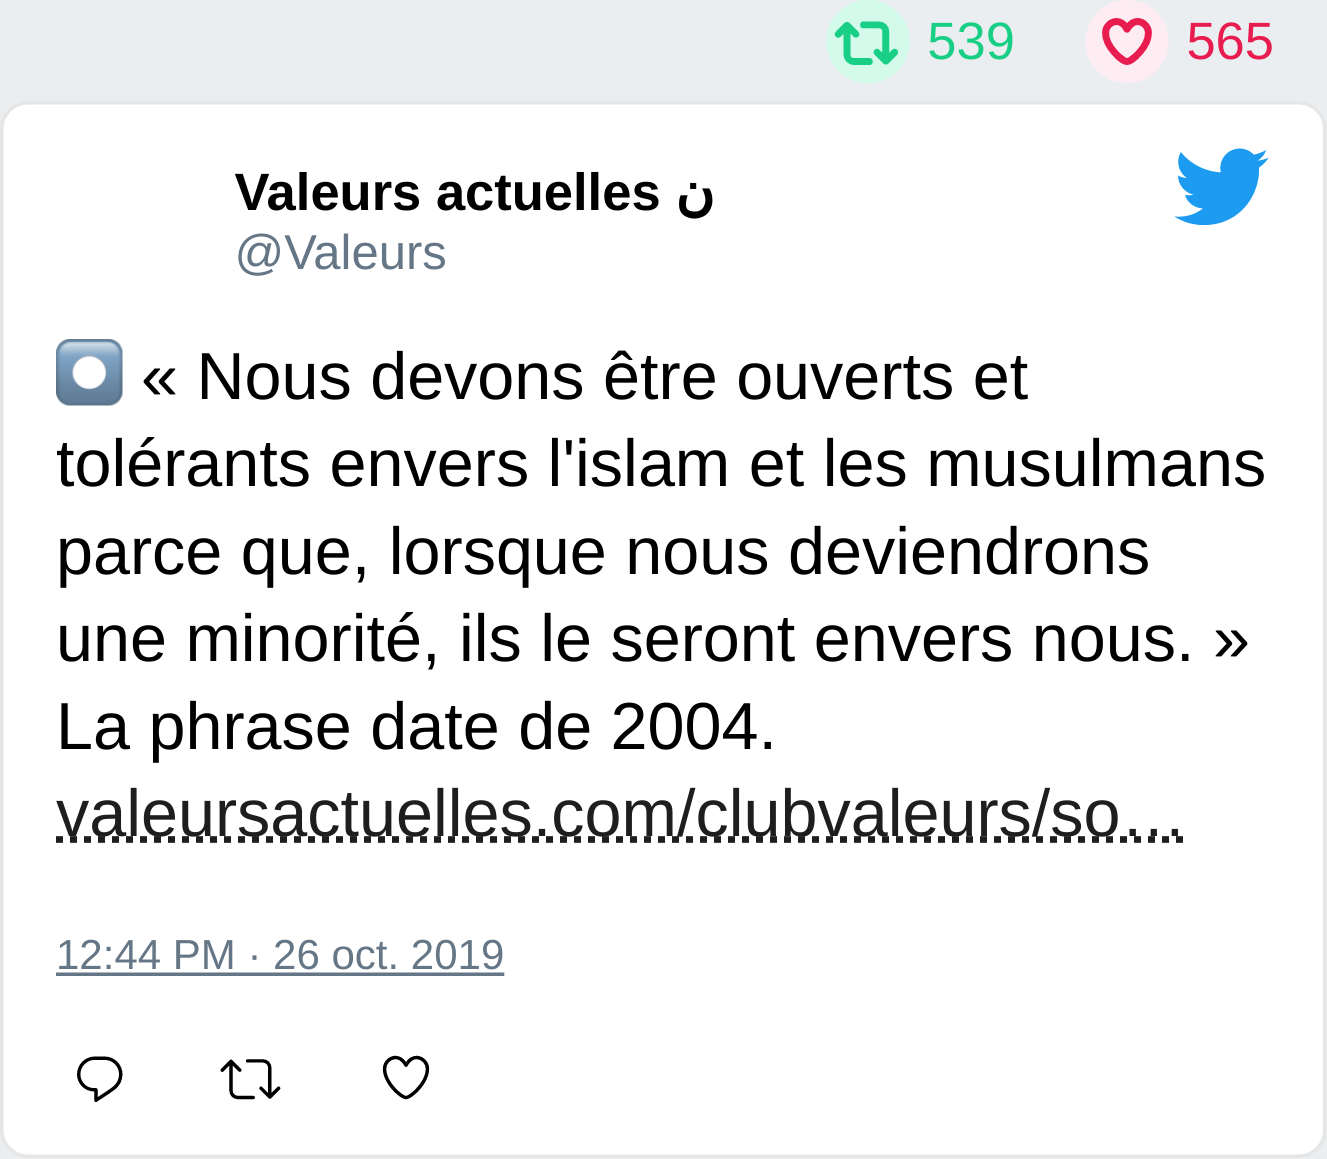 539 565
Valeurs actuelles ن
@Valeurs
⏺ « Nous devons être ouverts et
tolérants envers l'islam et les musulmans
parce que, lorsque nous deviendrons
une minorité, ils le seront envers nous. »
La phrase date de 2004.
valeursactuelles.com/clubvaleurs/so…
12:44 PM · 26 oct. 2019